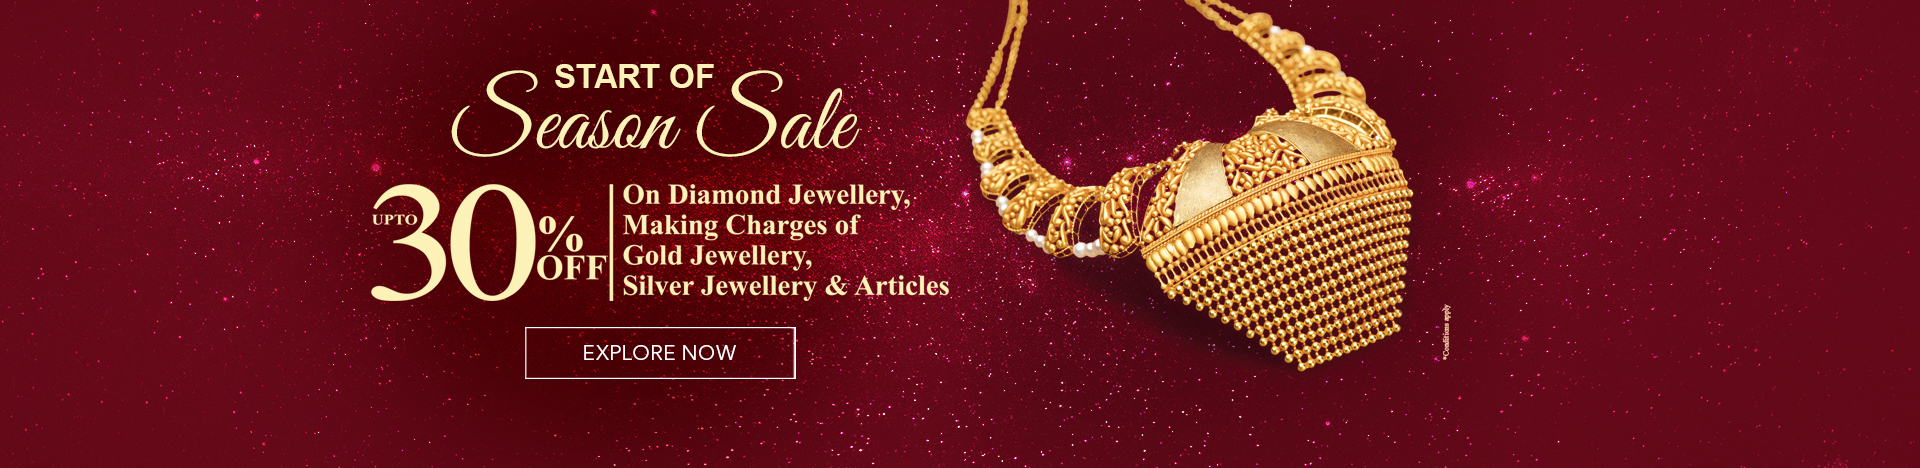 START OF
Season Sale
UPTO 30% OFF
On Diamond Jewellery,
Making Charges of
Gold Jewellery,
Silver Jewellery & Articles
EXPLORE NOW
*Conditions apply